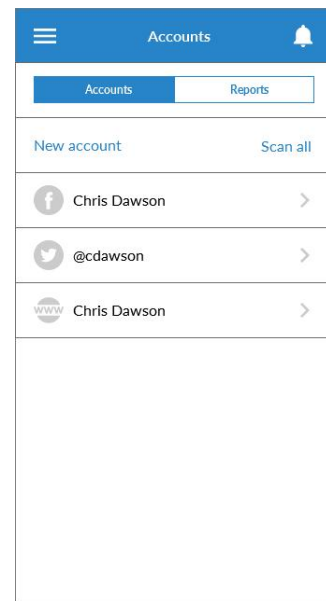 Accounts
Accounts Reports
New account Scan all
f Chris Dawson
@cdawson
www Chris Dawson